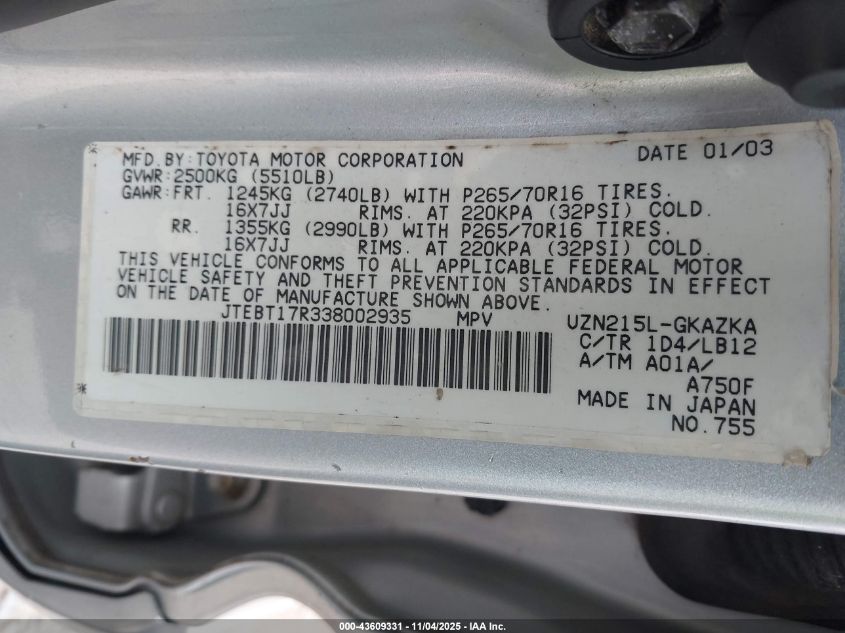 MFD.BY:TOYOTA MOTOR CORPORATION DATE 01/03
GVWR:2500KG (5510LB)
GAWR:FRT. 1245KG (2740LB) WITH P265/70R16 TIRES.
16X7JJ RIMS. AT 220KPA (32PSI) COLD.
RR. 1355KG (2990LB) WITH P265/70R16 TIRES.
16X7JJ RIMS. AT 220KPA (32PSI) COLD.
THIS VEHICLE CONFORMS TO ALL APPLICABLE FEDERAL MOTOR
VEHICLE SAFETY AND THEFT PREVENTION STANDARDS IN EFFECT
ON THE DATE OF MANUFACTURE SHOWN ABOVE.
JTEBT17R338002935 MPV UZN215L-GKAZKA
C/TR 1D4/LB12
A/TM A01A/
A750F
MADE IN JAPAN
NO.755
000-43609331 - 11/04/2025 - IAA Inc.